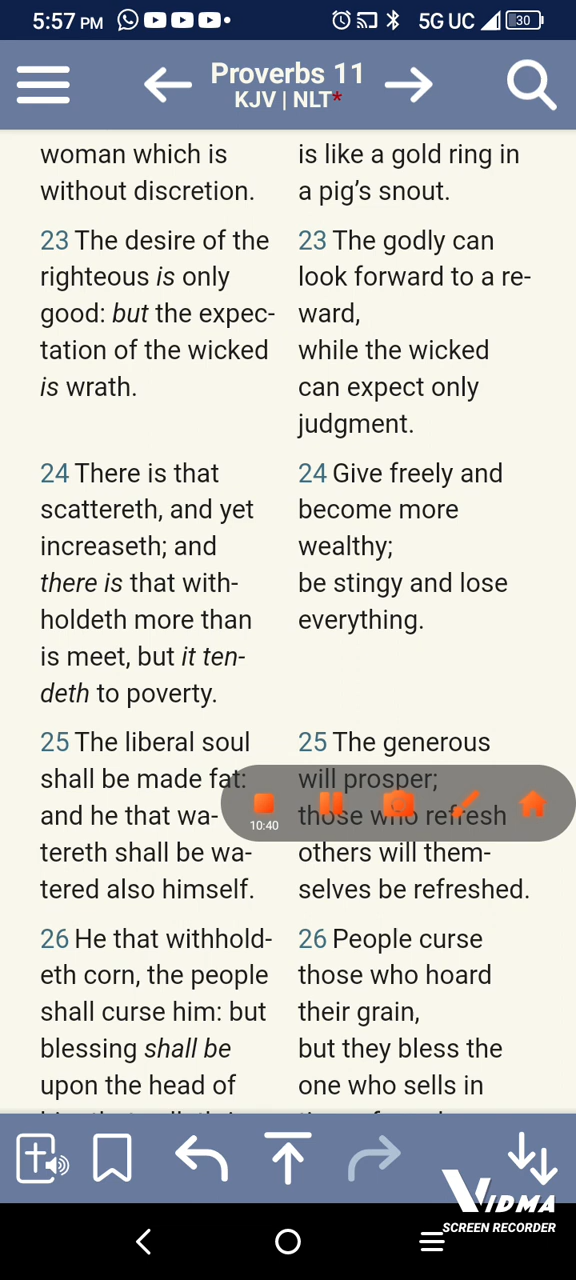 5:57 PM
5G UC
30
Proverbs 11
KJV | NLT*
woman which is
without discretion.
23 The desire of the
righteous is only
good: but the expec-
tation of the wicked
is wrath.
24 There is that
scattereth, and yet
increaseth; and
there is that with-
holdeth more than
is meet, but it ten-
deth to poverty.
25 The liberal soul
shall be made fat:
and he that wa-
tereth shall be wa-
tered also himself.
26 He that withhold-
eth corn, the people
shall curse him: but
blessing shall be
upon the head of
is like a gold ring in
a pig’s snout.
23 The godly can
look forward to a re-
ward,
while the wicked
can expect only
judgment.
24 Give freely and
become more
wealthy;
be stingy and lose
everything.
25 The generous
will prosper;
those who refresh
others will them-
selves be refreshed.
26 People curse
those who hoard
their grain,
but they bless the
one who sells in
10:40
VIDMA
SCREEN RECORDER